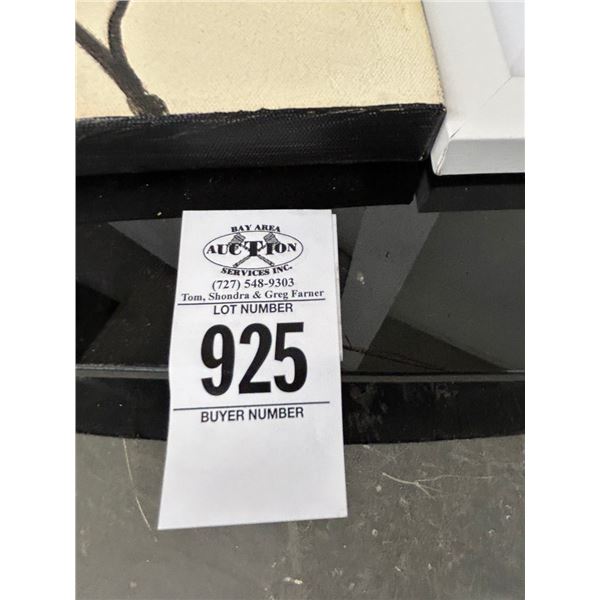 BAY AREA
AUCTION
SERVICES INC.
(727) 548-9303
Tom, Shondra & Greg Farner
LOT NUMBER
925
BUYER NUMBER